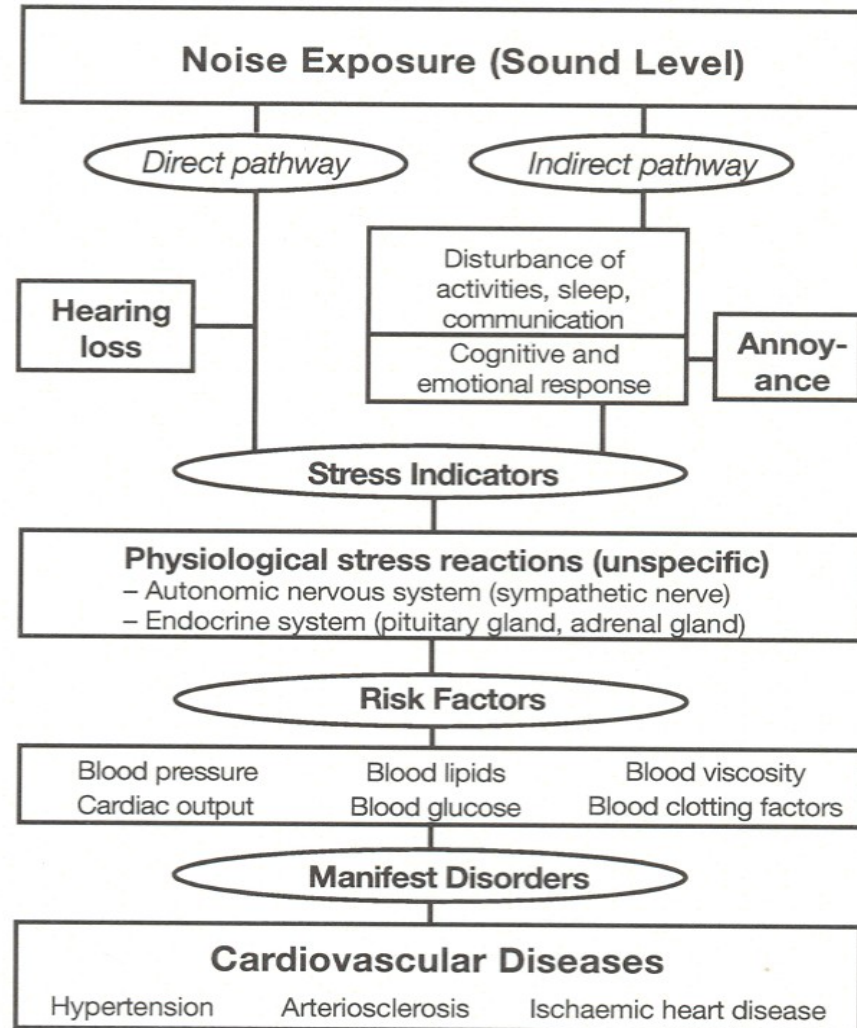 Noise Exposure (Sound Level)
Direct pathway
Indirect pathway
Disturbance of
activities, sleep,
communication
Hearing
loss
Cognitive and
emotional response
Annoy-
ance
Stress Indicators
Physiological stress reactions (unspecific)
– Autonomic nervous system (sympathetic nerve)
– Endocrine system (pituitary gland, adrenal gland)
Risk Factors
Blood pressure Blood lipids Blood viscosity
Cardiac output Blood glucose Blood clotting factors
Manifest Disorders
Cardiovascular Diseases
Hypertension Arteriosclerosis Ischaemic heart disease